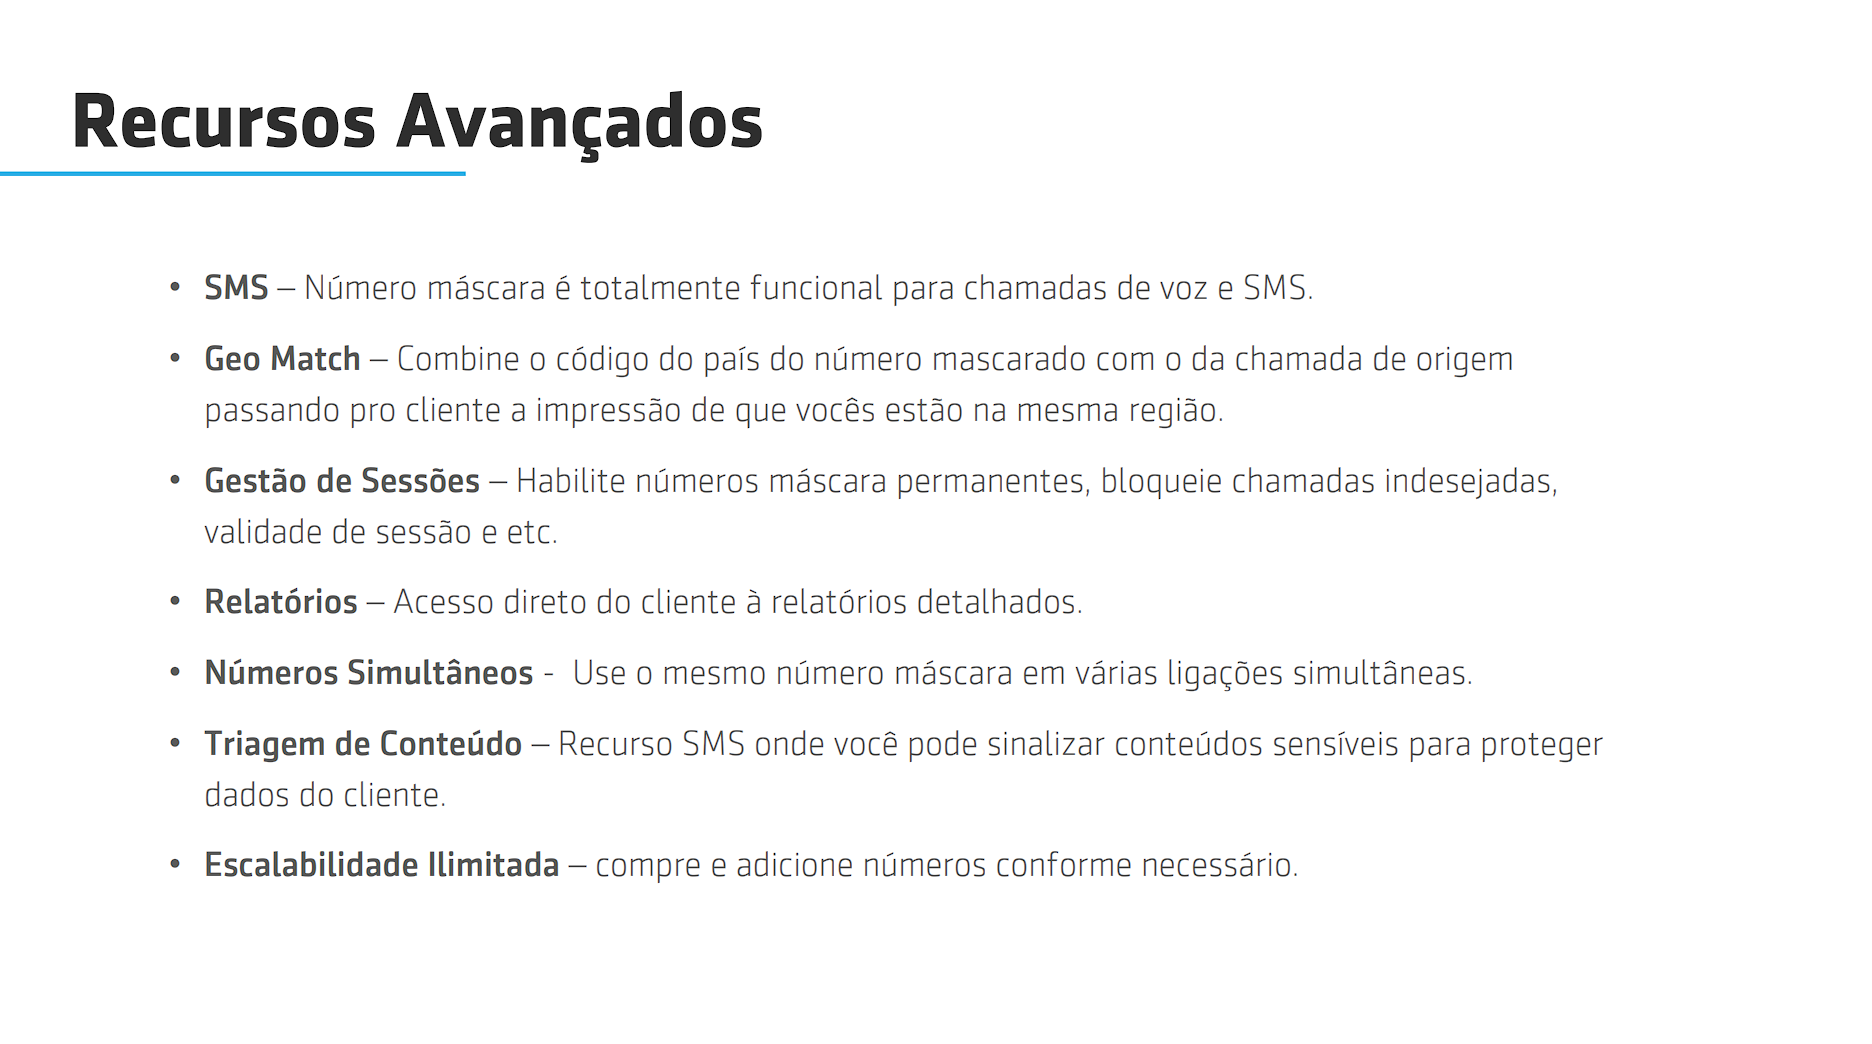 Recursos Avançados
• SMS – Número máscara é totalmente funcional para chamadas de voz e SMS.
• Geo Match – Combine o código do país do número mascarado com o da chamada de origem
passando pro cliente a impressão de que vocês estão na mesma região.
• Gestão de Sessões – Habilite números máscara permanentes, bloqueie chamadas indesejadas,
validade de sessão e etc.
• Relatórios – Acesso direto do cliente à relatórios detalhados.
• Números Simultâneos -  Use o mesmo número máscara em várias ligações simultâneas.
• Triagem de Conteúdo – Recurso SMS onde você pode sinalizar conteúdos sensíveis para proteger
dados do cliente.
• Escalabilidade Ilimitada – compre e adicione números conforme necessário.